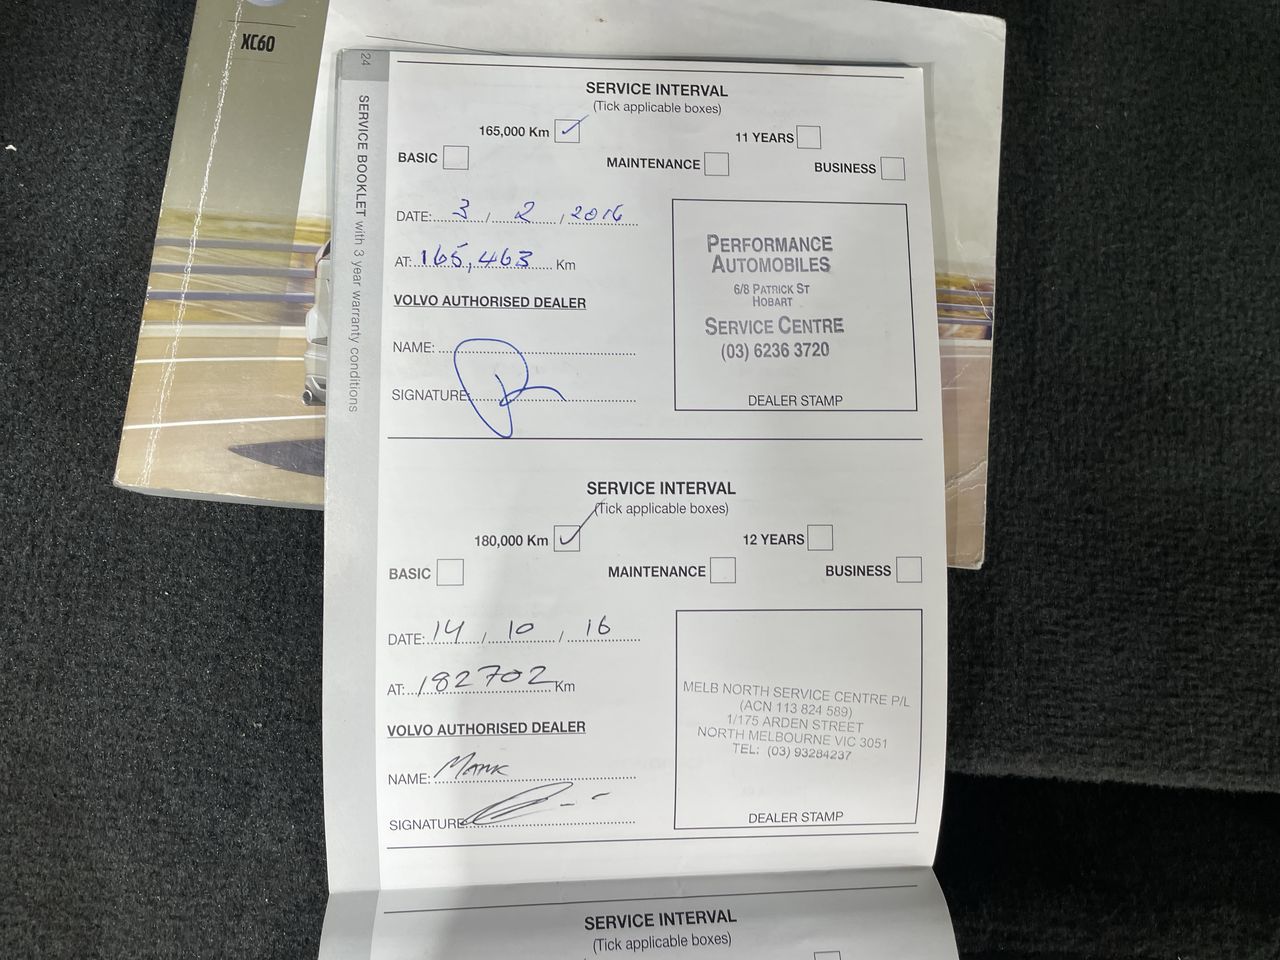 XC60
24
SERVICE BOOKLET with 3 year warranty conditions
SERVICE INTERVAL
(Tick applicable boxes)
165,000 Km ✓ 11 YEARS
BASIC MAINTENANCE BUSINESS
DATE: 3 / 2 / 2016
AT: 165,463 Km
VOLVO AUTHORISED DEALER
NAME:
SIGNATURE
PERFORMANCE
AUTOMOBILES
6/8 PATRICK ST
HOBART
SERVICE CENTRE
(03) 6236 3720
DEALER STAMP
SERVICE INTERVAL
(Tick applicable boxes)
180,000 Km ✓ 12 YEARS
BASIC MAINTENANCE BUSINESS
DATE: 14 / 10 / 16
AT: 182702 Km
VOLVO AUTHORISED DEALER
NAME: MARK
SIGNATURE
MELB NORTH SERVICE CENTRE P/L
(ACN 113 824 589)
1/175 ARDEN STREET
NORTH MELBOURNE VIC 3051
TEL: (03) 93284237
DEALER STAMP
SERVICE INTERVAL
(Tick applicable boxes)